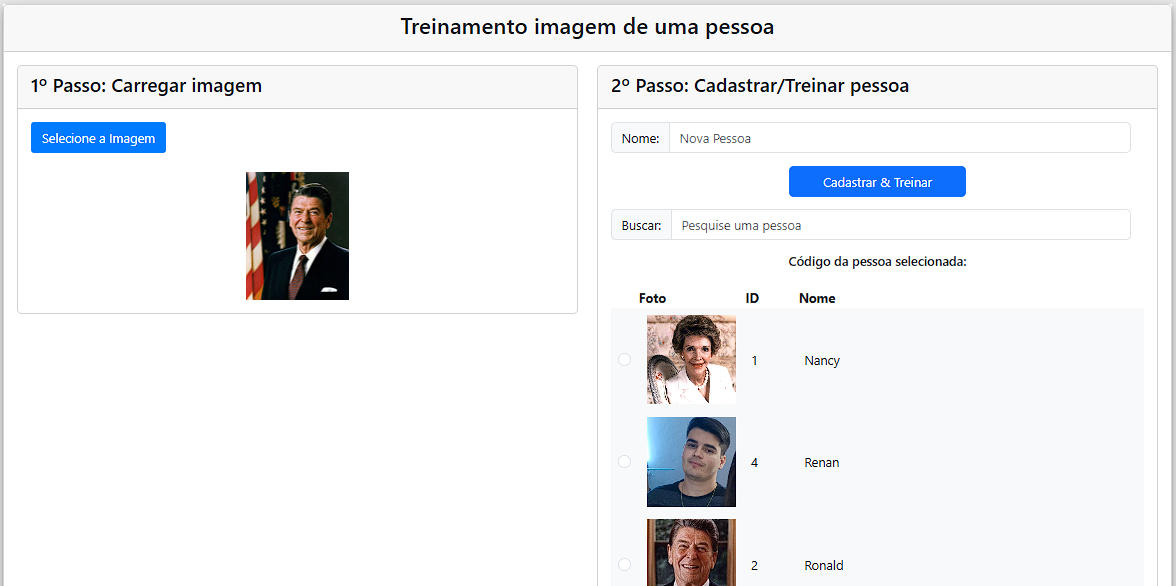 Treinamento imagem de uma pessoa
1º Passo: Carregar imagem
Selecione a Imagem
2º Passo: Cadastrar/Treinar pessoa
Nome: Nova Pessoa
Cadastrar & Treinar
Buscar: Pesquise uma pessoa
Código da pessoa selecionada:
Foto ID Nome
1 Nancy
4 Renan
2 Ronald